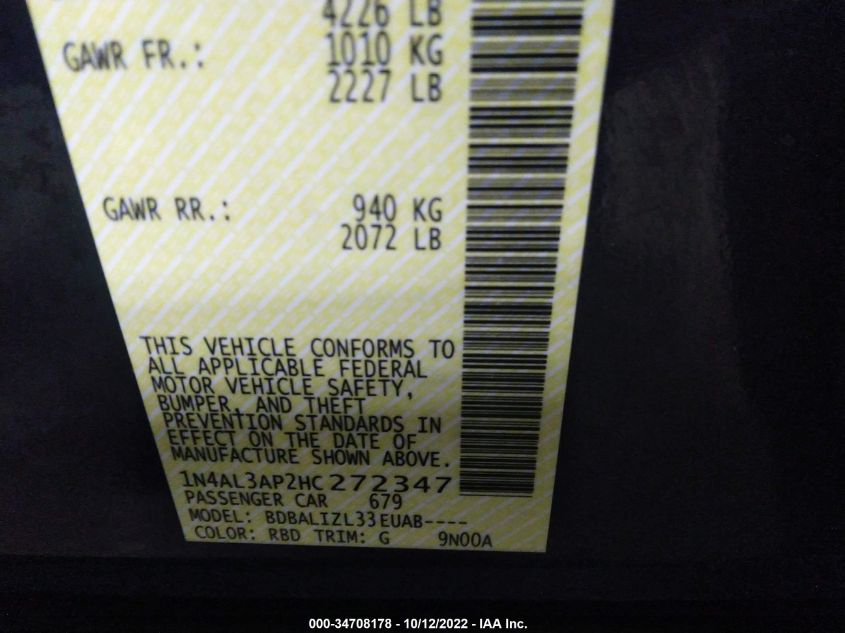 4226 LB
GAWR FR.: 1010 KG
2227 LB
GAWR RR.: 940 KG
2072 LB
THIS VEHICLE CONFORMS TO
ALL APPLICABLE FEDERAL
MOTOR VEHICLE SAFETY,
BUMPER, AND THEFT
PREVENTION STANDARDS IN
EFFECT ON THE DATE OF
MANUFACTURE SHOWN ABOVE.
1N4AL3AP2HC272347
PASSENGER CAR 679
MODEL: BDBALIZL33EUAB----
COLOR: RBD TRIM: G 9N00A
000-34708178 - 10/12/2022 - IAA Inc.